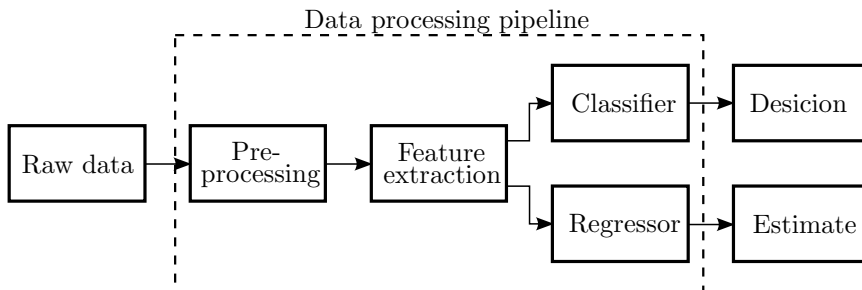 Data processing pipeline
Raw data
Pre-
processing
Feature
extraction
Classifier
Desicion
Regressor
Estimate